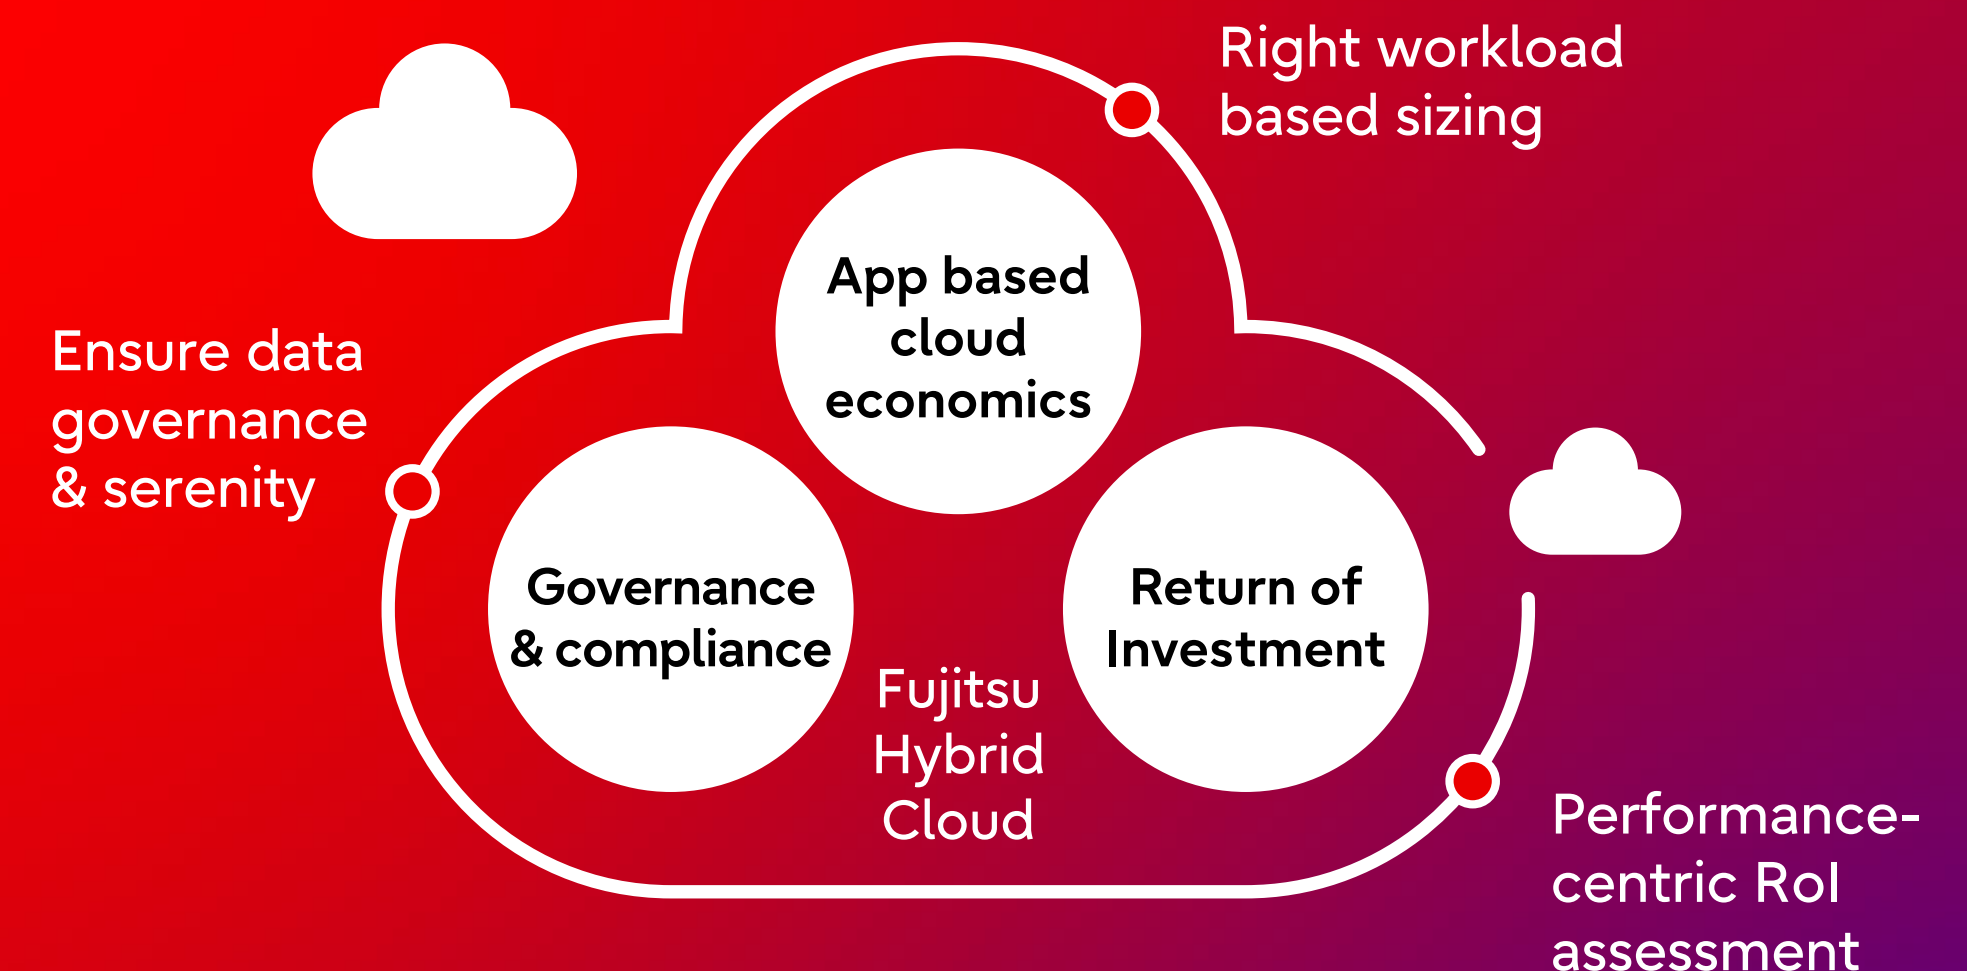 Right workload
based sizing
App based
cloud
economics
Ensure data
governance
& serenity
Governance
& compliance
Return of
Investment
Fujitsu
Hybrid
Cloud
Performance-
centric RoI
assessment